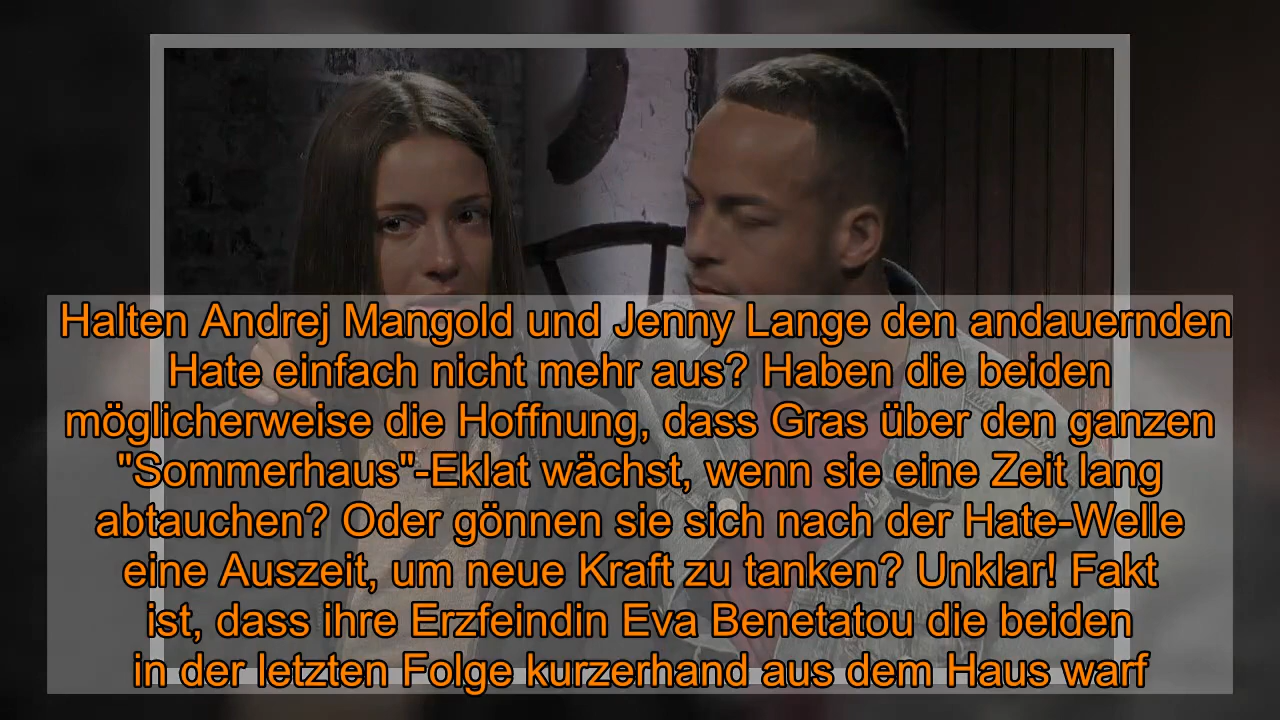 Halten Andrej Mangold und Jenny Lange den andauernden
Hate einfach nicht mehr aus? Haben die beiden
möglicherweise die Hoffnung, dass Gras über den ganzen
"Sommerhaus"-Eklat wächst, wenn sie eine Zeit lang
abtauchen? Oder gönnen sie sich nach der Hate-Welle
eine Auszeit, um neue Kraft zu tanken? Unklar! Fakt
ist, dass ihre Erzfeindin Eva Benetatou die beiden
in der letzten Folge kurzerhand aus dem Haus warf